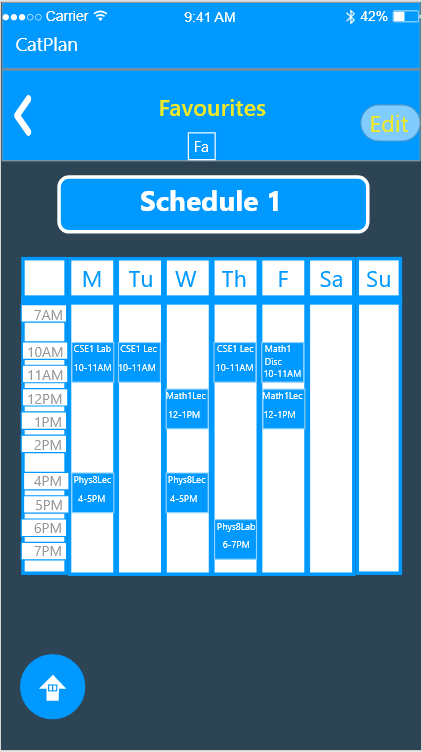 Carrier 9:41 AM 42%
CatPlan
Favourites
Edit
Fa
Schedule 1
M Tu W Th F Sa Su
7AM
10AM
11AM
12PM
1PM
2PM
4PM
5PM
6PM
7PM
CSE1 Lab
10-11AM
CSE1 Lec
10-11AM
CSE1 Lec
10-11AM
Math1
Disc
10-11AM
Math1Lec
12-1PM
Math1Lec
12-1PM
Phys8Lec
4-5PM
Phys8Lec
4-5PM
Phys8Lab
6-7PM